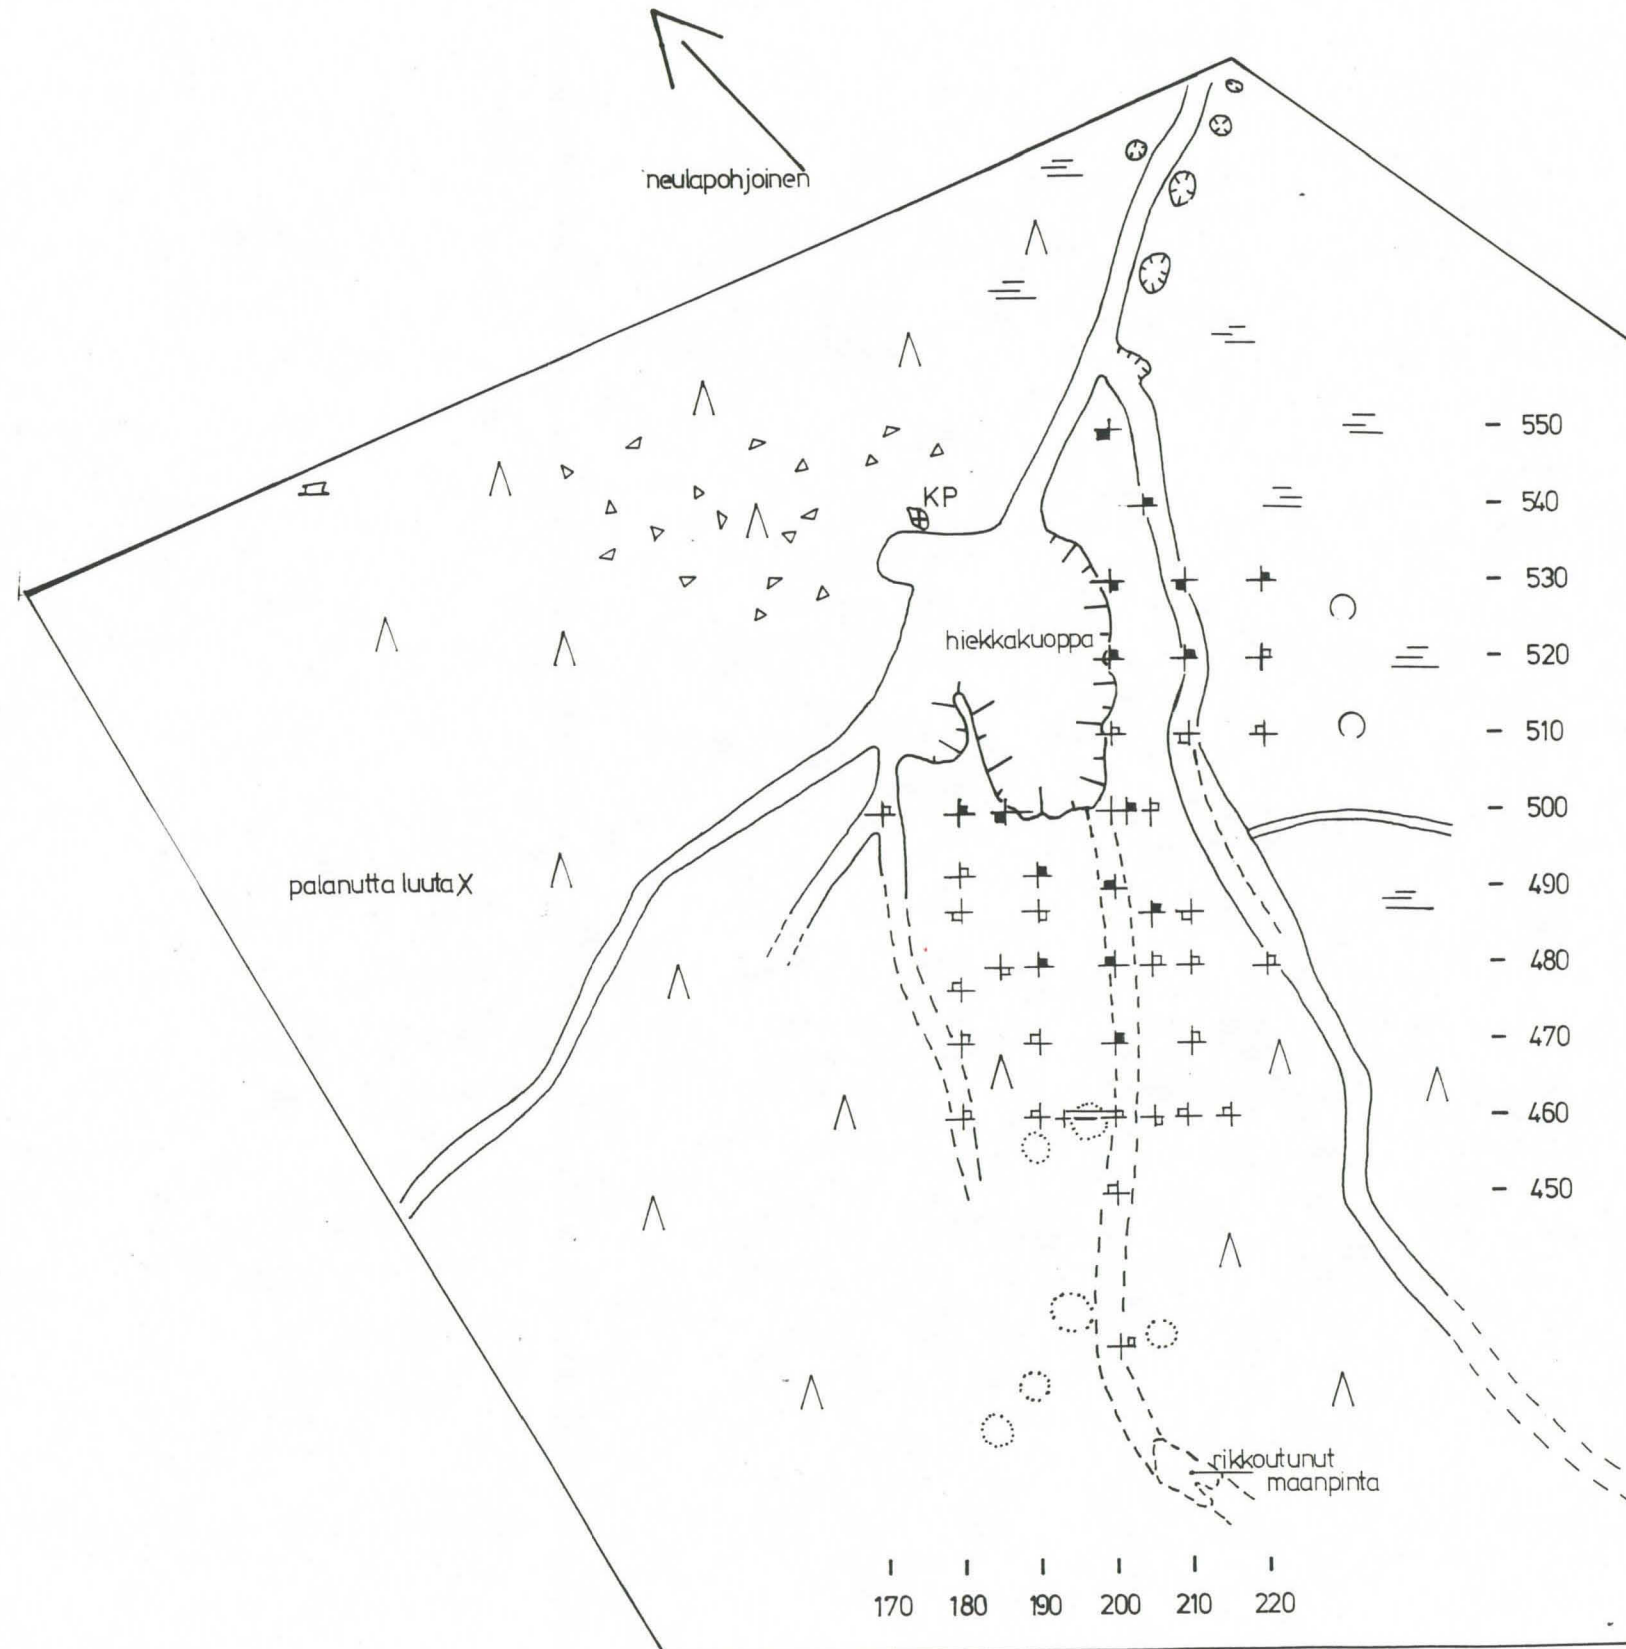 neulapohjoinen
KP
550
540
530
hiekkakuoppa
520
510
500
palanutta luuta X
490
480
470
460
450
rikkoutunut
maanpinta
170 180 190 200 210 220